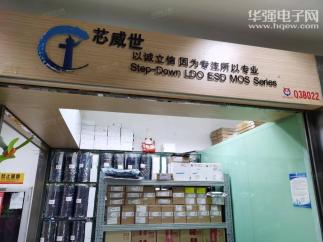 华强电子网
www.hqew.com
芯威世
以诚立信 因为专注所以专业
Step-Down LDO ESD MOS Series
Q3B022